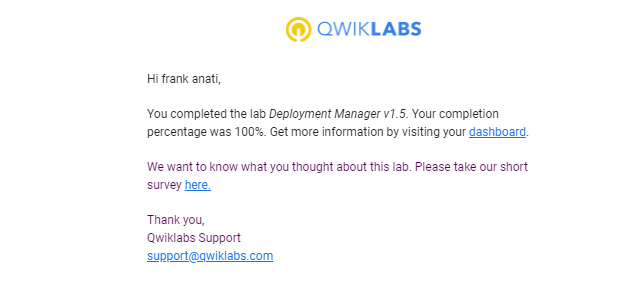 QWIKLABS
Hi frank anati,
You completed the lab Deployment Manager v1.5. Your completion
percentage was 100%. Get more information by visiting your dashboard.
We want to know what you thought about this lab. Please take our short
survey here.
Thank you,
Qwiklabs Support
support@qwiklabs.com